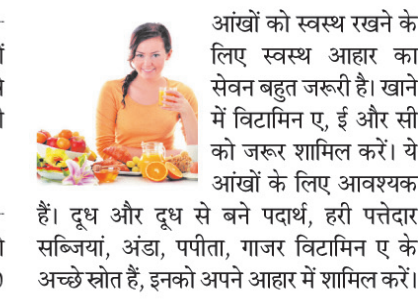 आंखों को स्वस्थ रखने के
लिए स्वस्थ आहार का
सेवन बहुत जरूरी है। खाने
में विटामिन ए, ई और सी
को जरूर शामिल करें। ये
आंखों के लिए आवश्यक
हैं। दूध और दूध से बने पदार्थ, हरी पत्तेदार
सब्जियां, अंडा, पपीता, गाजर विटामिन ए के
अच्छे स्रोत हैं, इनको अपने आहार में शामिल करें।